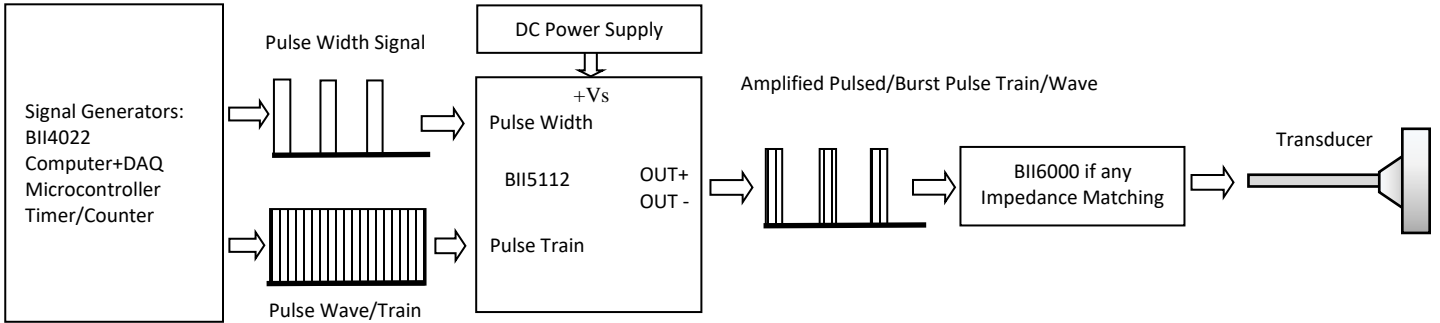 Signal Generators:
BII4022
Computer+DAQ
Microcontroller
Timer/Counter
Pulse Width Signal
Pulse Wave/Train
DC Power Supply
+Vs
Pulse Width
BII5112
OUT+
OUT -
Pulse Train
Amplified Pulsed/Burst Pulse Train/Wave
BII6000 if any
Impedance Matching
Transducer